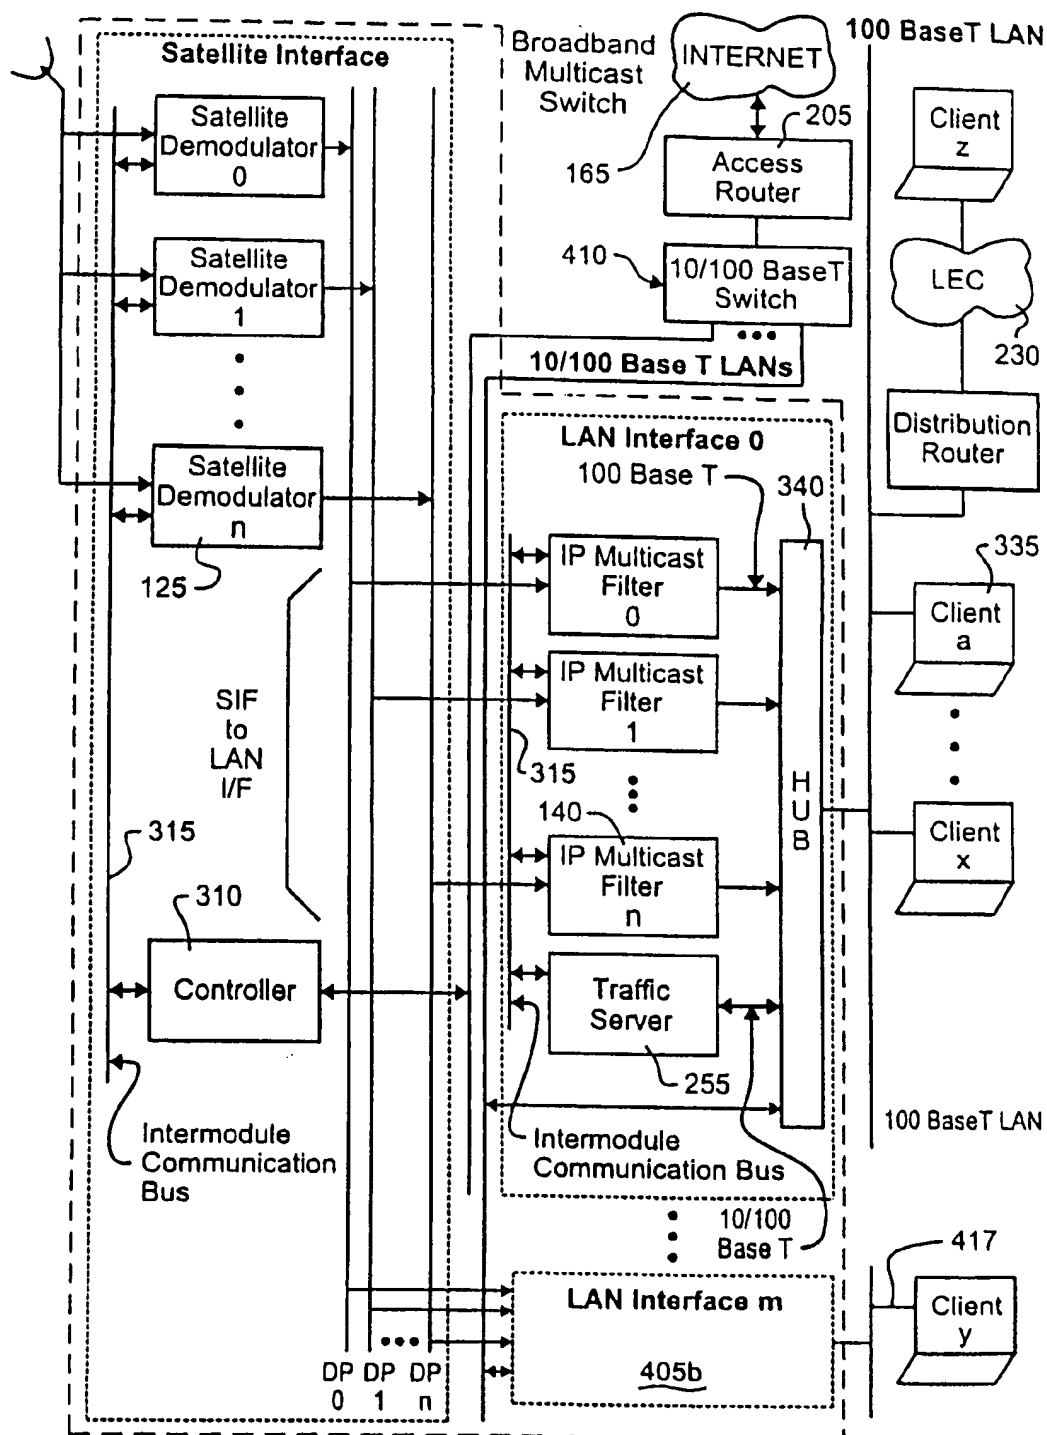 Satellite Interface
Satellite
Demodulator
0
Satellite
Demodulator
1
Satellite
Demodulator
n
125
SIF
to
LAN
I/F
315
310
Controller
Intermodule
Communication
Bus
DP
0
DP
1
DP
n
Broadband
Multicast
Switch
INTERNET
165
205
Access
Router
410
10/100 BaseT
Switch
10/100 Base T LANs
LAN Interface 0
100 Base T
340
IP Multicast
Filter
0
IP Multicast
Filter
1
315
140
IP Multicast
Filter
n
Traffic
Server
255
HUB
Intermodule
Communication Bus
10/100
Base T
LAN Interface m
405b
100 BaseT LAN
Client
z
LEC
230
Distribution
Router
335
Client
a
Client
x
100 BaseT LAN
417
Client
y